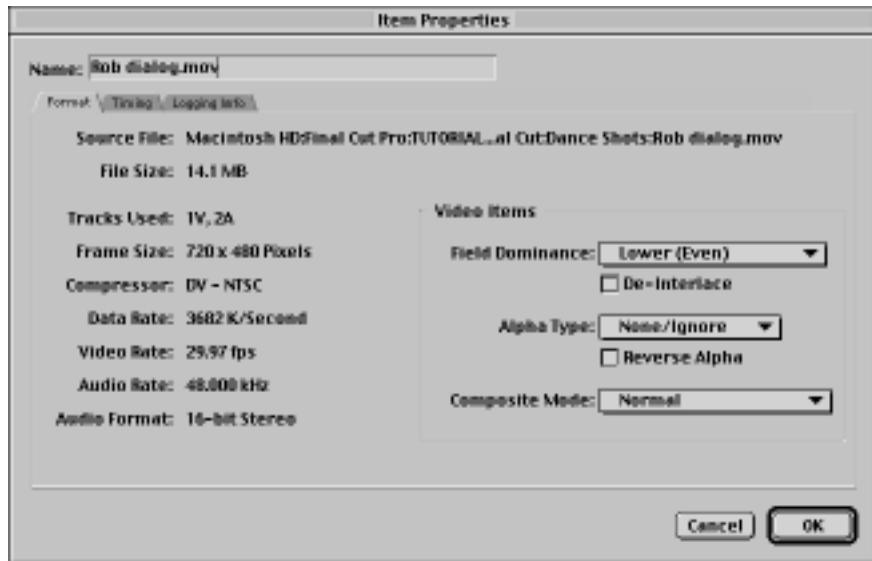 Item Properties
Name: Rob dialog.mov
Format Timing Logging Info
Source File: Macintosh HD:Final Cut Pro:TUTORIAL...al Cut:Dance Shots:Rob dialog.mov
File Size: 14.1 MB
Tracks Used: 1V, 2A
Frame Size: 720 x 480 Pixels
Compressor: DV - NTSC
Data Rate: 3682 K/Second
Video Rate: 29.97 fps
Audio Rate: 48.000 kHz
Audio Format: 16-bit Stereo
Video Items
Field Dominance: Lower (Even)
De-Interlace
Alpha Type: None/Ignore
Reverse Alpha
Composite Mode: Normal
Cancel OK